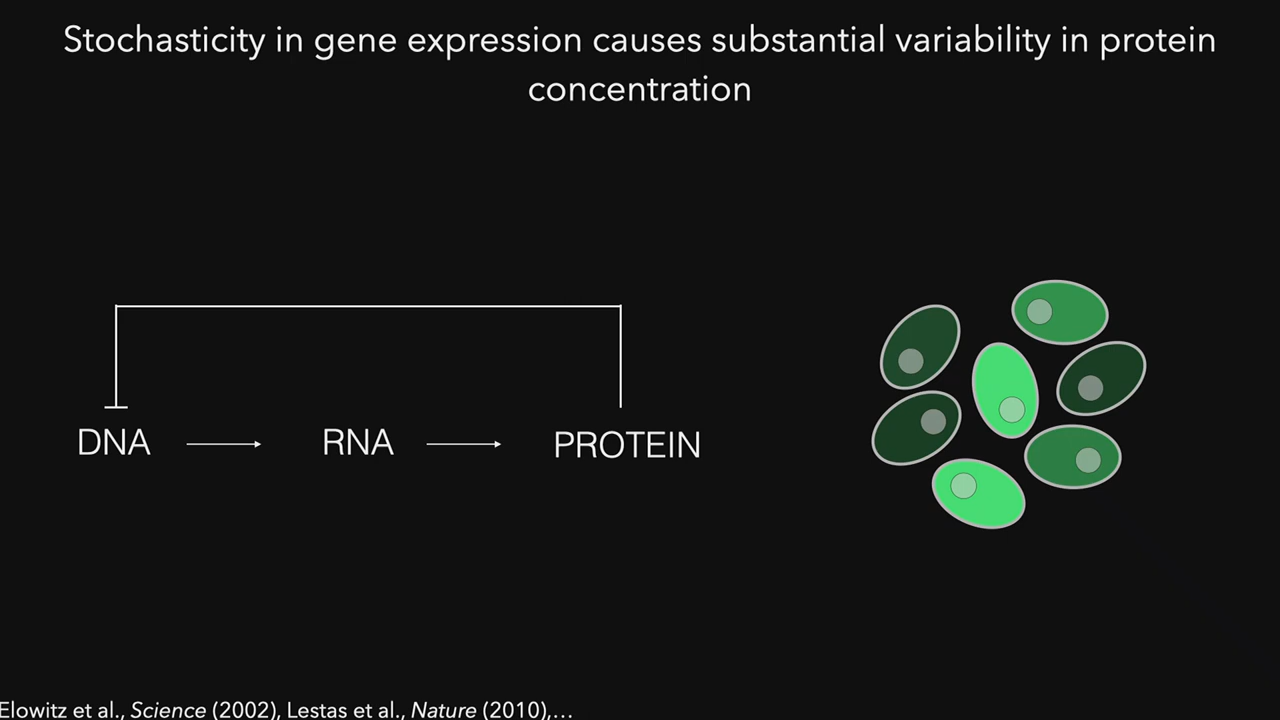 Stochasticity in gene expression causes substantial variability in protein
concentration
DNA
RNA
PROTEIN
Elowitz et al., Science (2002), Lestas et al., Nature (2010),…